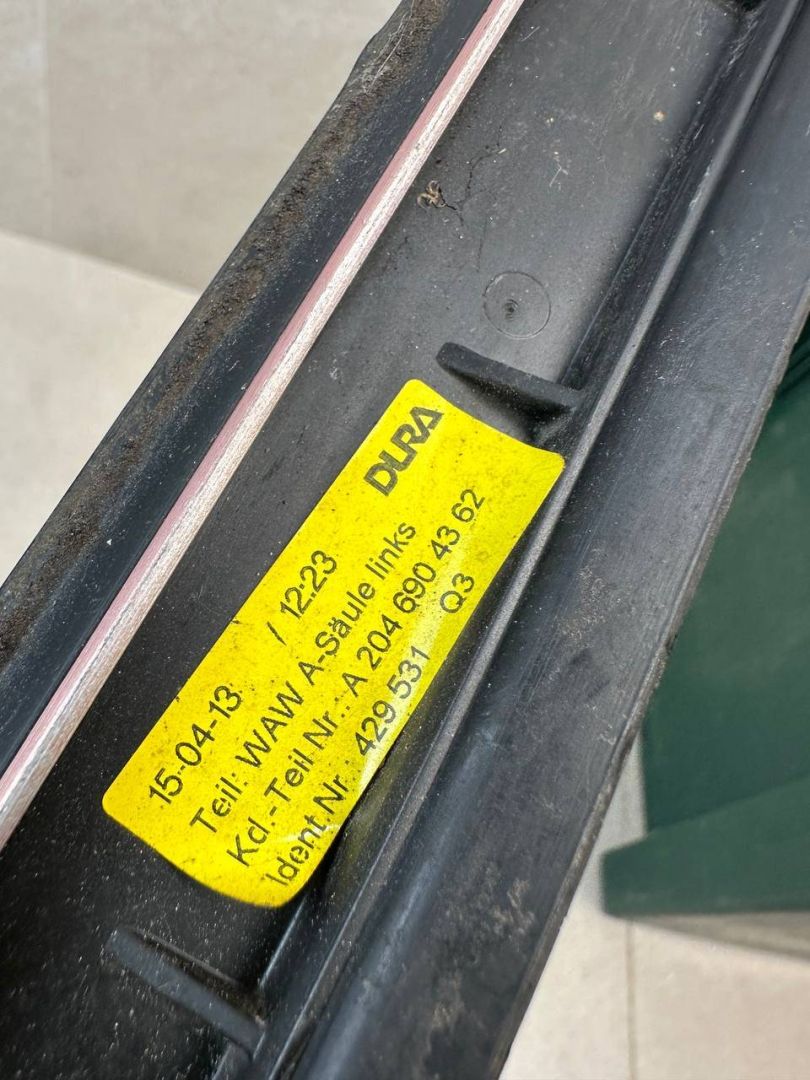 DURA
15-04-13 / 12:23
Teil: WAW A-Säule links
Kd.-Teil Nr.: A 204 690 43 62
Ident.Nr.: 429 531 Q3